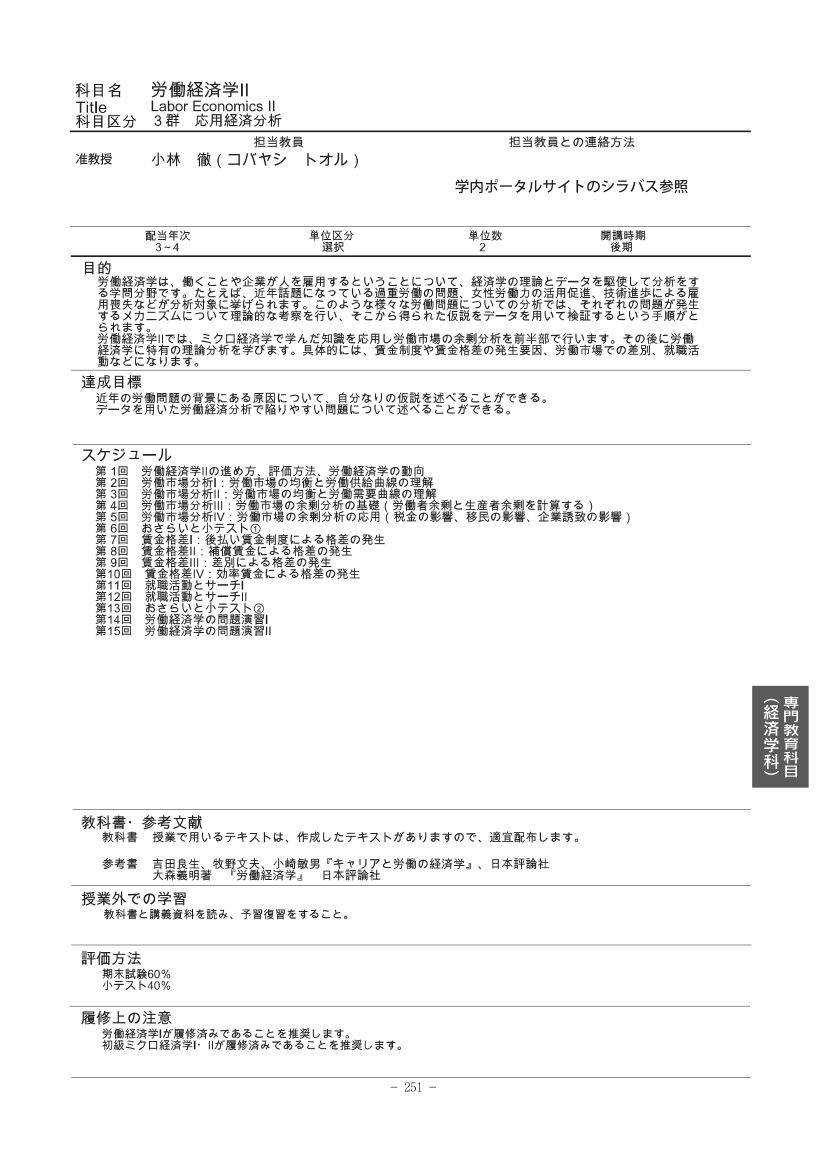 科目名 労働経済学II
Title Labor Economics II
科目区分 3群 応用経済分析
担当教員 担当教員との連絡方法
准教授 小林 徹（コバヤシ トオル）
学内ポータルサイトのシラバス参照
配当年次 単位区分 単位数 開講時期
3～4 選択 2 後期
目的
労働経済学は、働くことや企業が人を雇用するということについて、経済学の理論とデータを駆使して分析をす
る学問分野です。たとえば、近年話題になっている過重労働の問題、女性労働力の活用促進、技術進歩による雇
用喪失などが分析対象に挙げられます。このような様々な労働問題についての分析では、それぞれの問題が発生
するメカニズムについて理論的な考察を行い、そこから得られた仮説をデータを用いて検証するという手順がと
られます。
労働経済学IIでは、ミクロ経済学で学んだ知識を応用し労働市場の余剰分析を前半部で行います。その後に労働
経済学に特有の理論分析を学びます。具体的には、賃金制度や賃金格差の発生要因、労働市場での差別、就職活
動などになります。
達成目標
近年の労働問題の背景にある原因について、自分なりの仮説を述べることができる。
データを用いた労働経済分析で陥りやすい問題について述べることができる。
スケジュール
第 1回 労働経済学IIの進め方、評価方法、労働経済学の動向
第 2回 労働市場分析I：労働市場の均衡と労働供給曲線の理解
第 3回 労働市場分析II：労働市場の均衡と労働需要曲線の理解
第 4回 労働市場分析III：労働市場の余剰分析の基礎（労働者余剰と生産者余剰を計算する）
第 5回 労働市場分析IV：労働市場の余剰分析の応用（税金の影響、移民の影響、企業誘致の影響）
第 6回 おさらいと小テスト①
第 7回 賃金格差I：後払い賃金制度による格差の発生
第 8回 賃金格差II：補償賃金による格差の発生
第 9回 賃金格差III：差別による格差の発生
第10回 賃金格差IV：効率賃金による格差の発生
第11回 就職活動とサーチI
第12回 就職活動とサーチII
第13回 おさらいと小テスト②
第14回 労働経済学の問題演習I
第15回 労働経済学の問題演習II
専門教育科目
（経済学科）
教科書・参考文献
教科書 授業で用いるテキストは、作成したテキストがありますので、適宜配布します。
参考書 吉田良生、牧野文夫、小崎敏男『キャリアと労働の経済学』、日本評論社
大森義明著 『労働経済学』 日本評論社
授業外での学習
教科書と講義資料を読み、予習復習をすること。
評価方法
期末試験60％
小テスト40％
履修上の注意
労働経済学Iが履修済みであることを推奨します。
初級ミクロ経済学I・IIが履修済みであることを推奨します。
－ 251 －